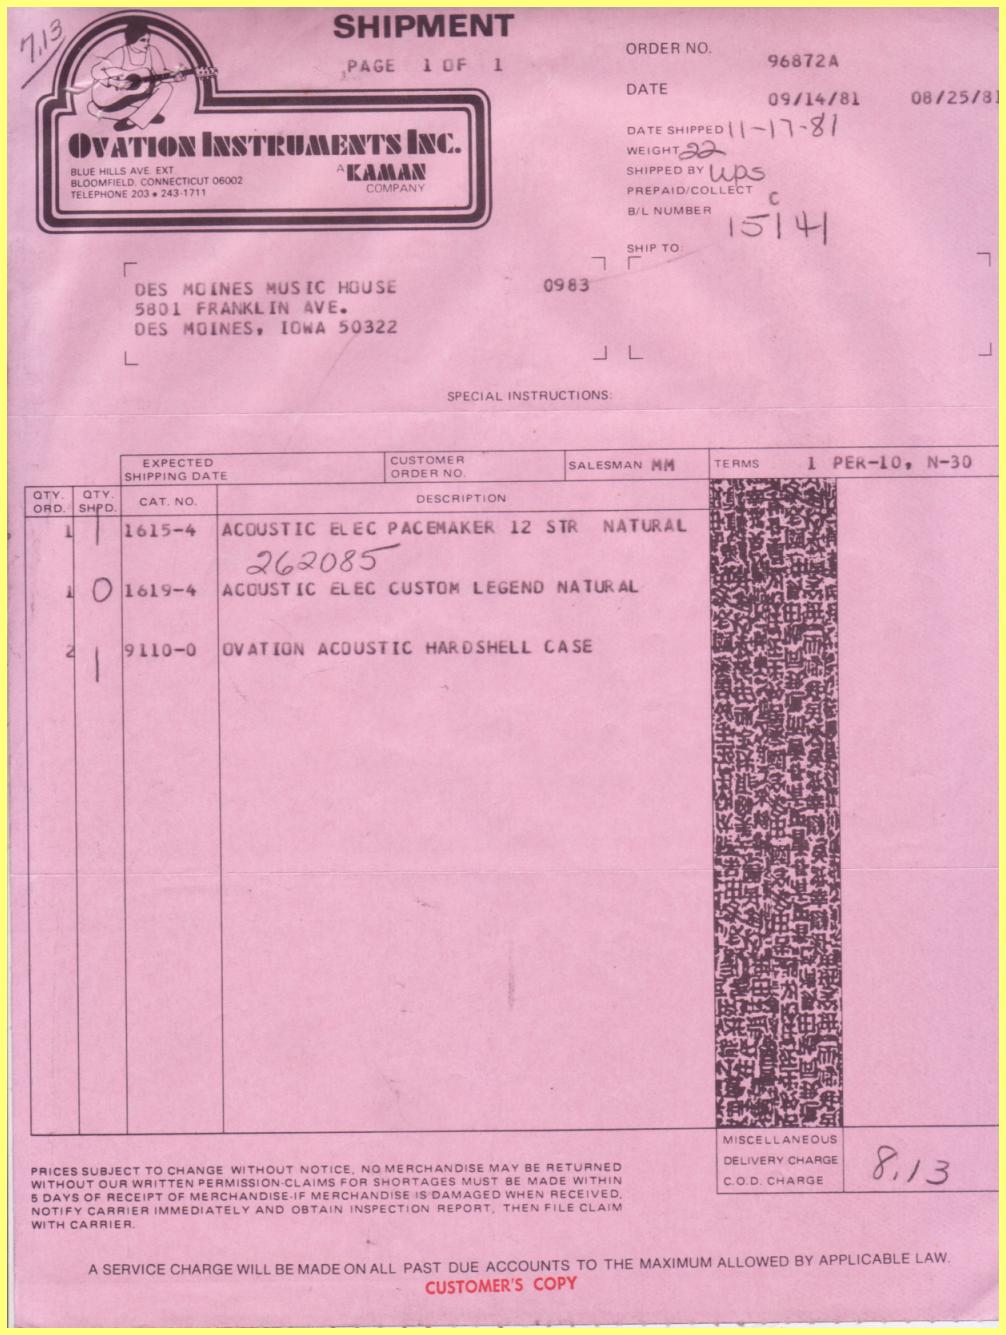 7.13
SHIPMENT
PAGE 1 OF 1
OVATION INSTRUMENTS INC.
BLUE HILLS AVE. EXT.
BLOOMFIELD, CONNECTICUT 06002
TELEPHONE 203 • 243-1711
A KAMAN
COMPANY
ORDER NO. 96872A
DATE 09/14/81 08/25/81
DATE SHIPPED 11-17-81
WEIGHT 22
SHIPPED BY ups
PREPAID/COLLECT C
B/L NUMBER 15141
SHIP TO:
DES MOINES MUSIC HOUSE 0983
5801 FRANKLIN AVE.
DES MOINES, IOWA 50322
SPECIAL INSTRUCTIONS:
EXPECTED SHIPPING DATE
CUSTOMER ORDER NO.
SALESMAN MM
TERMS 1 PER-10, N-30
QTY. ORD. QTY. SHPD. CAT. NO. DESCRIPTION
1 1 1615-4 ACOUSTIC ELEC PACEMAKER 12 STR NATURAL
262085
1 0 1619-4 ACOUSTIC ELEC CUSTOM LEGEND NATURAL
2 1 9110-0 OVATION ACOUSTIC HARDSHELL CASE
MISCELLANEOUS
DELIVERY CHARGE 8.13
C.O.D. CHARGE
PRICES SUBJECT TO CHANGE WITHOUT NOTICE, NO MERCHANDISE MAY BE RETURNED
WITHOUT OUR WRITTEN PERMISSION-CLAIMS FOR SHORTAGES MUST BE MADE WITHIN
5 DAYS OF RECEIPT OF MERCHANDISE-IF MERCHANDISE IS DAMAGED WHEN RECEIVED,
NOTIFY CARRIER IMMEDIATELY AND OBTAIN INSPECTION REPORT, THEN FILE CLAIM
WITH CARRIER.
A SERVICE CHARGE WILL BE MADE ON ALL PAST DUE ACCOUNTS TO THE MAXIMUM ALLOWED BY APPLICABLE LAW.
CUSTOMER'S COPY